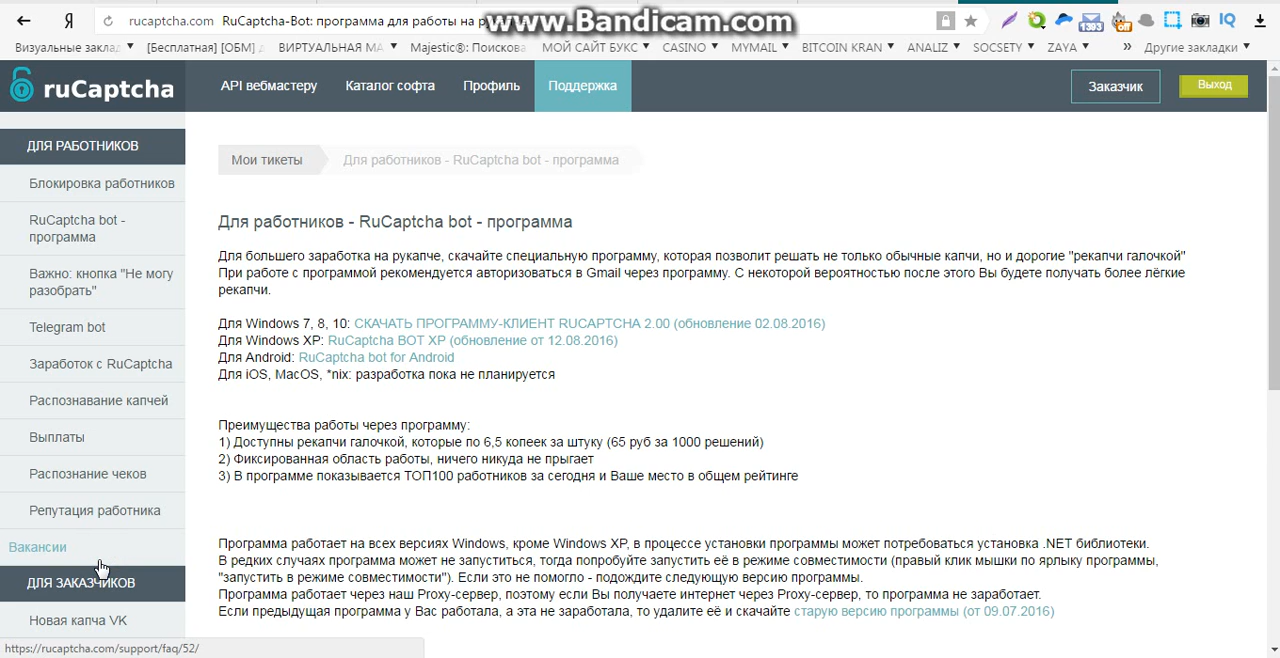 rucaptcha.com RuCaptcha-Bot: программа для работы на
www.Bandicam.com
Визуальные заклад
[Бесплатная] [ОБМ]
ВИРТУАЛЬНАЯ МА
Majestic®: Поискова
МОЙ САЙТ БУКС
CASINO
MYMAIL
BITCOIN KRAN
ANALIZ
SOCSETY
ZAYA
»
Другие закладки
ruCaptcha
API вебмастеру
Каталог софта
Профиль
Поддержка
Заказчик
Выход
ДЛЯ РАБОТНИКОВ
Блокировка работников
RuCaptcha bot -
программа
Важно: кнопка "Не могу
разобрать"
Telegram bot
Заработок с RuCaptcha
Распознавание капчей
Выплаты
Распознание чеков
Репутация работника
Вакансии
ДЛЯ ЗАКАЗЧИКОВ
Новая капча VK
https://rucaptcha.com/support/faq/52/
Мои тикеты
Для работников - RuCaptcha bot - программа
Для работников - RuCaptcha bot - программа
Для большего заработка на рукапче, скачайте специальную программу, которая позволит решать не только обычные капчи, но и дорогие "рекапчи галочкой"
При работе с программой рекомендуется авторизоваться в Gmail через программу. С некоторой вероятностью после этого Вы будете получать более лёгкие
рекапчи.
Для Windows 7, 8, 10: СКАЧАТЬ ПРОГРАММУ-КЛИЕНТ RUCAPTCHA 2.00 (обновление 02.08.2016)
Для Windows XP: RuCaptcha BOT XP (обновление от 12.08.2016)
Для Android: RuCaptcha bot for Android
Для iOS, MacOS, *nix: разработка пока не планируется
Преимущества работы через программу:
1) Доступны рекапчи галочкой, которые по 6,5 копеек за штуку (65 руб за 1000 решений)
2) Фиксированная область работы, ничего никуда не прыгает
3) В программе показывается ТОП100 работников за сегодня и Ваше место в общем рейтинге
Программа работает на всех версиях Windows, кроме Windows XP, в процессе установки программы может потребоваться установка .NET библиотеки.
В редких случаях программа может не запуститься, тогда попробуйте запустить её в режиме совместимости (правый клик мышки по ярлыку программы,
"запустить в режиме совместимости"). Если это не помогло - подождите следующую версию программы.
Программа работает через наш Proxy-сервер, поэтому если Вы получаете интернет через Proxy-сервер, то программа не заработает.
Если предыдущая программа у Вас работала, а эта не заработала, то удалите её и скачайте старую версию программы (от 09.07.2016)